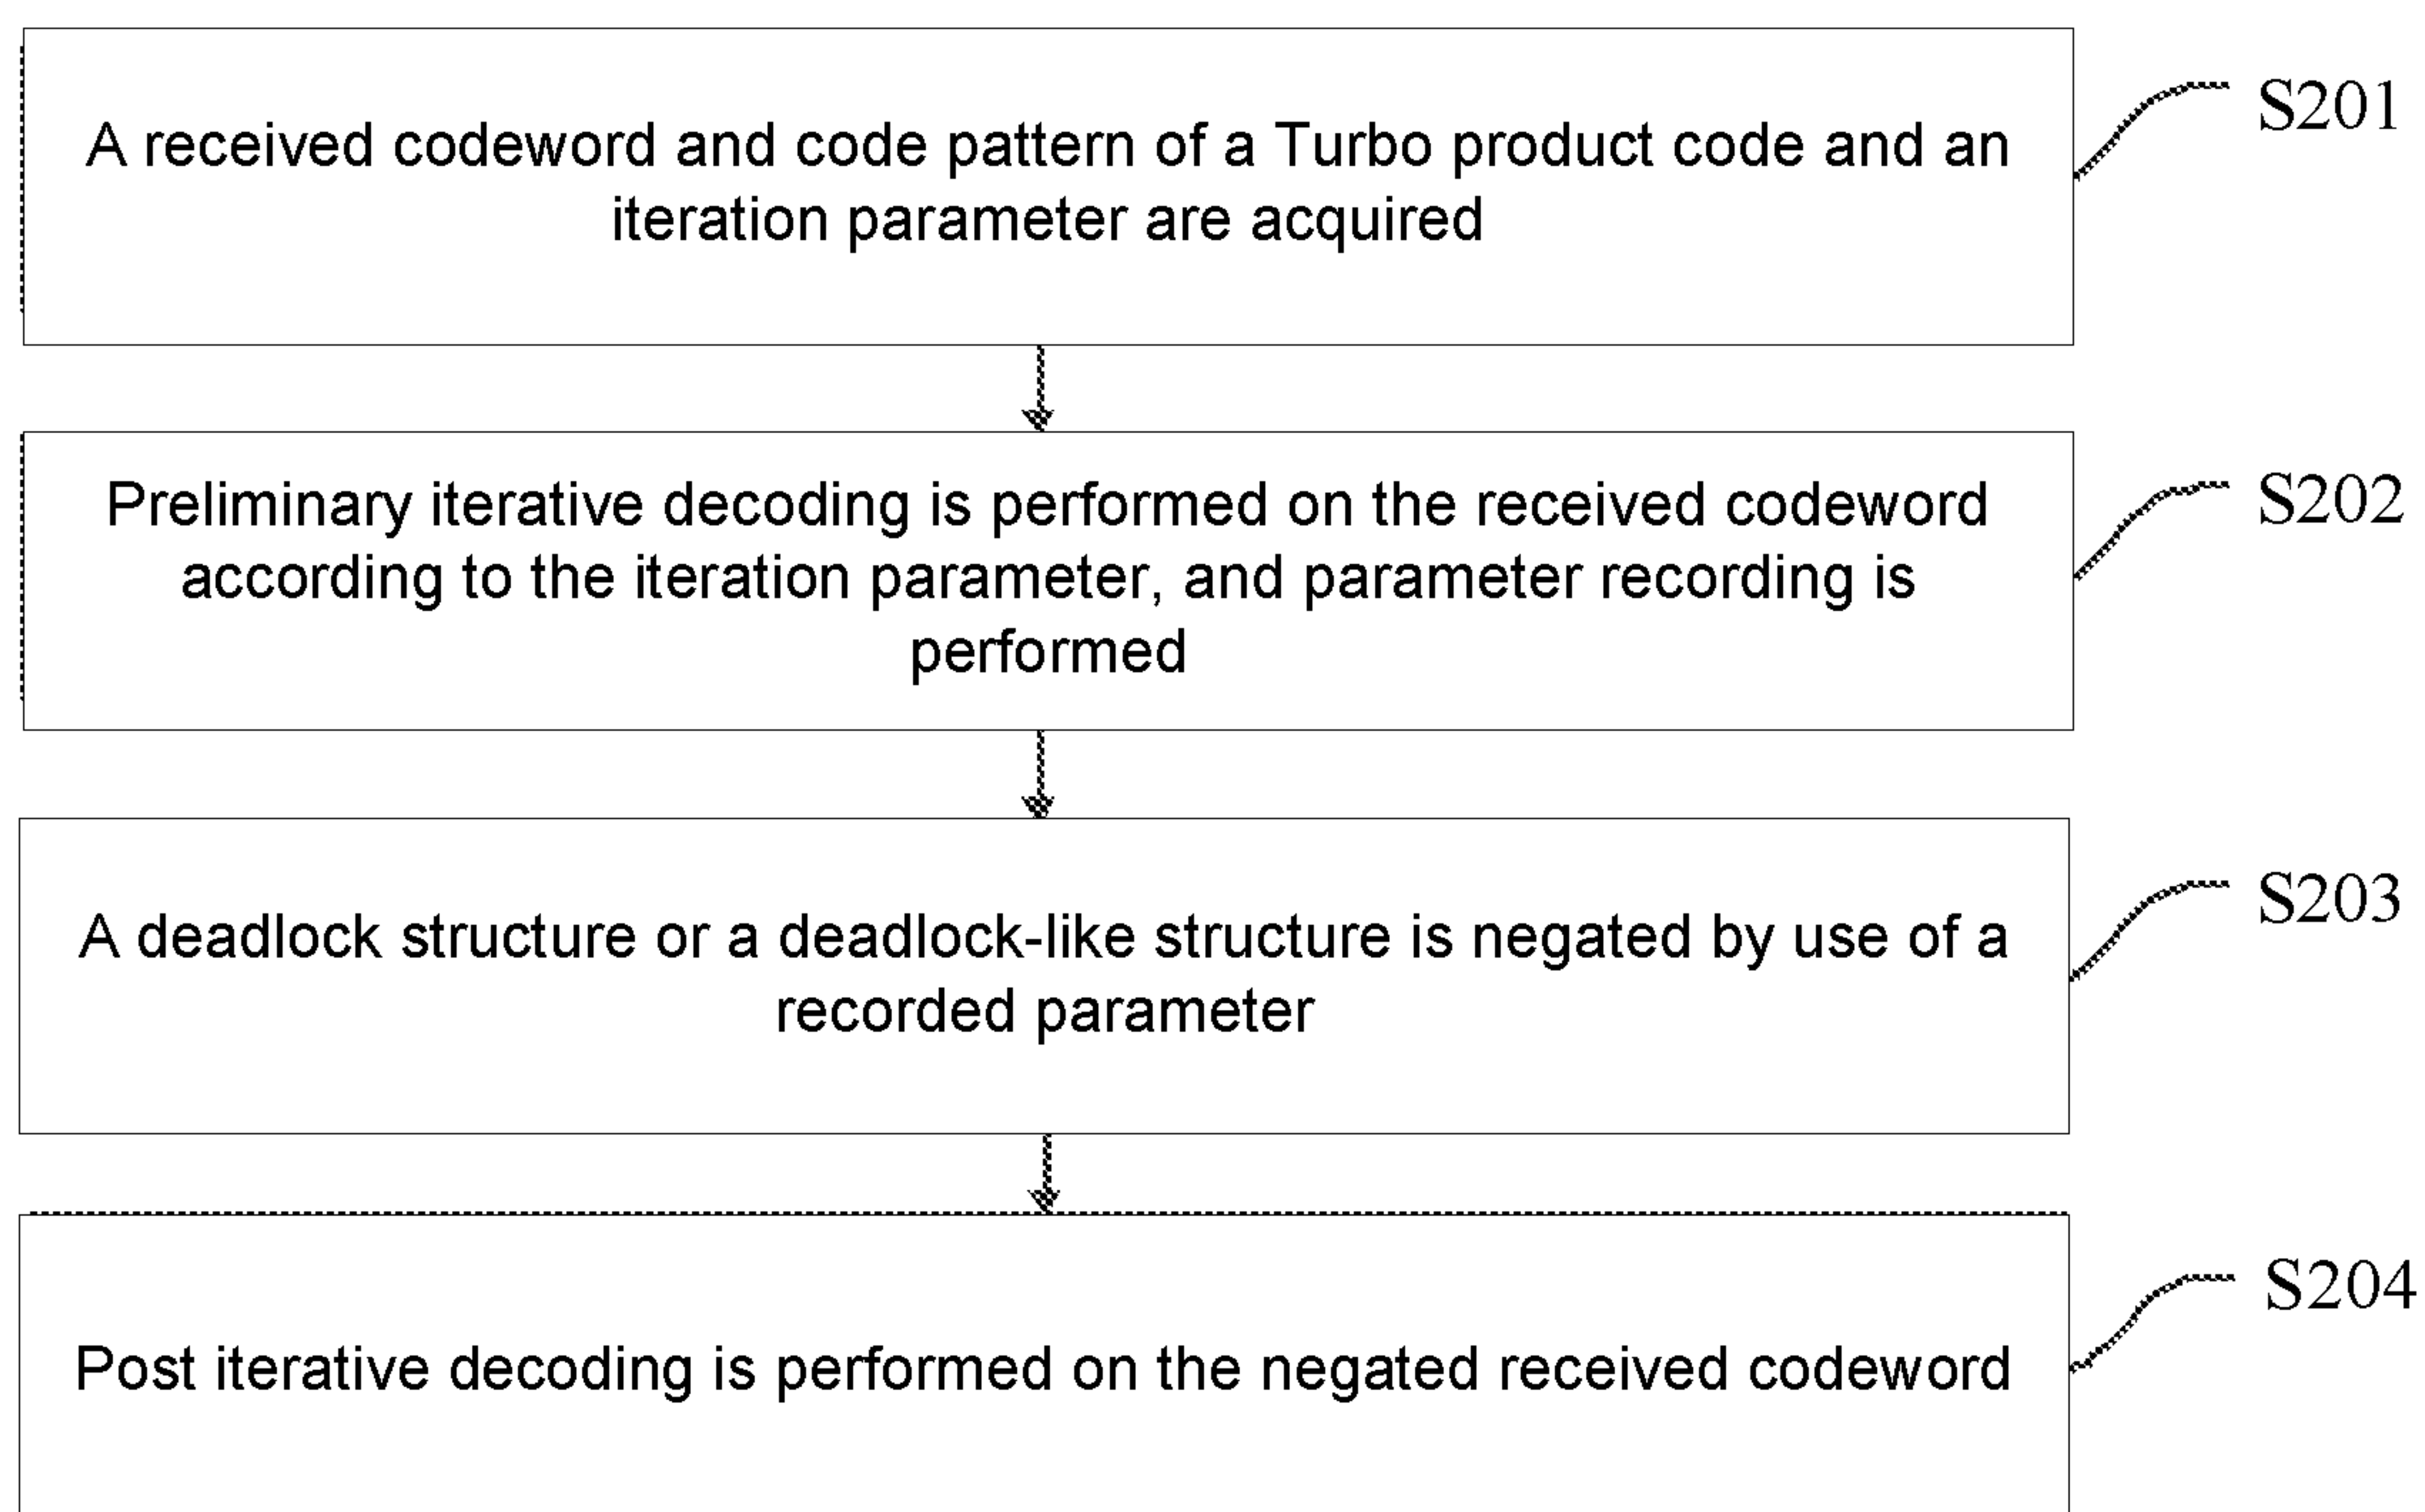 A received codeword and code pattern of a Turbo product code and an
iteration parameter are acquired
S201
Preliminary iterative decoding is performed on the received codeword
according to the iteration parameter, and parameter recording is
performed
S202
A deadlock structure or a deadlock-like structure is negated by use of a
recorded parameter
S203
Post iterative decoding is performed on the negated received codeword
S204